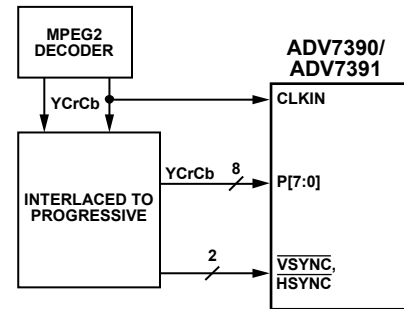 MPEG2
DECODER
YCrCb
ADV7390/
ADV7391
CLKIN
INTERLACED TO
PROGRESSIVE
YCrCb
8
P[7:0]
2
VSYNC,
HSYNC